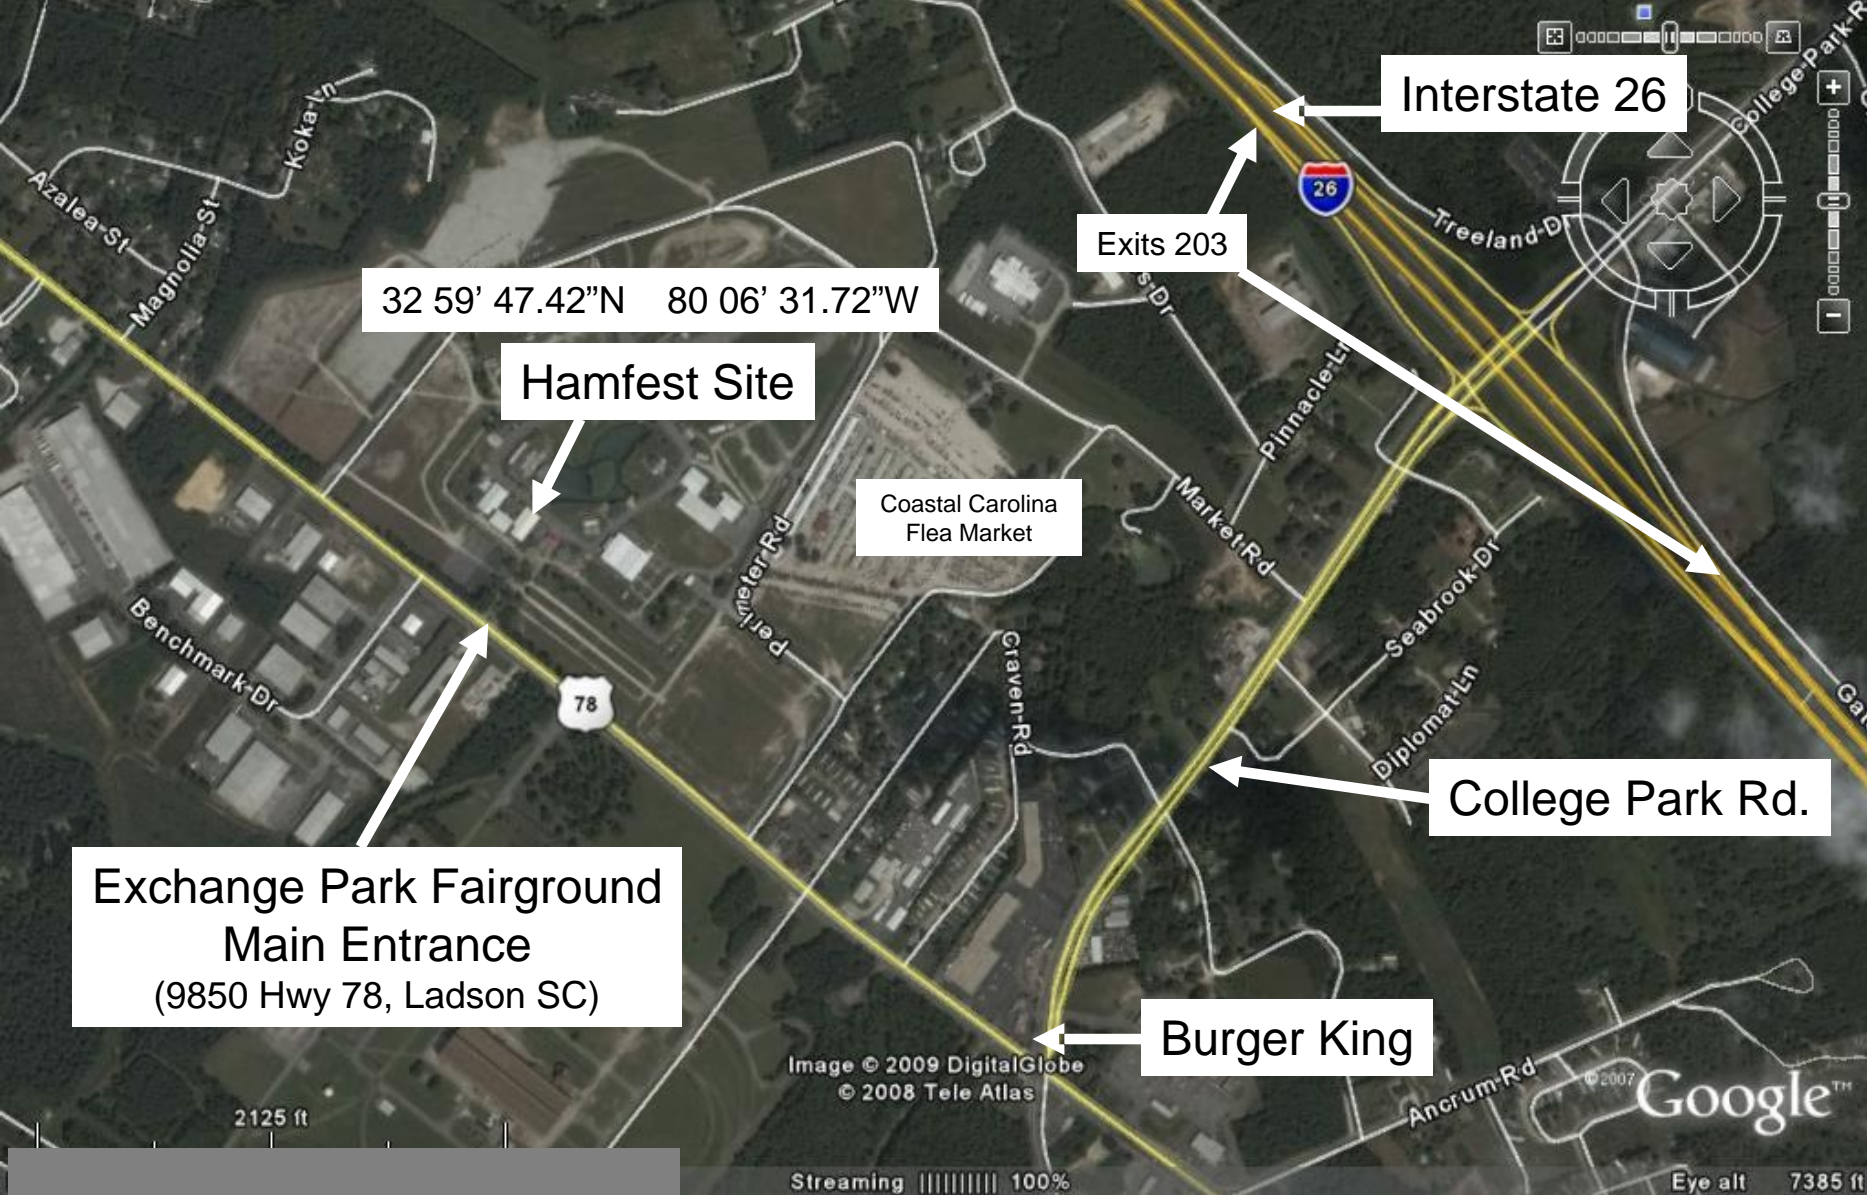 Interstate 26
College-Park-R
Koka-Ln
26
Azalea-St
Magnolia-St
Treeland-D
Exits 203
s-Dr
32 59’ 47.42”N 80 06’ 31.72”W
Hamfest Site
Pinnacle-Ln
Coastal Carolina
Flea Market
Market-Rd
Perimeter-Rd
Seabrook-Dr
Benchmark-Dr
Craven-Rd
Diplomat-Ln
Ga
78
College Park Rd.
Exchange Park Fairground
Main Entrance
(9850 Hwy 78, Ladson SC)
Burger King
Image © 2009 DigitalGlobe
© 2008 Tele Atlas
Ancrum-Rd
©2007 Google™
2125 ft
Streaming |||||||||| 100%
Eye alt 7385 ft